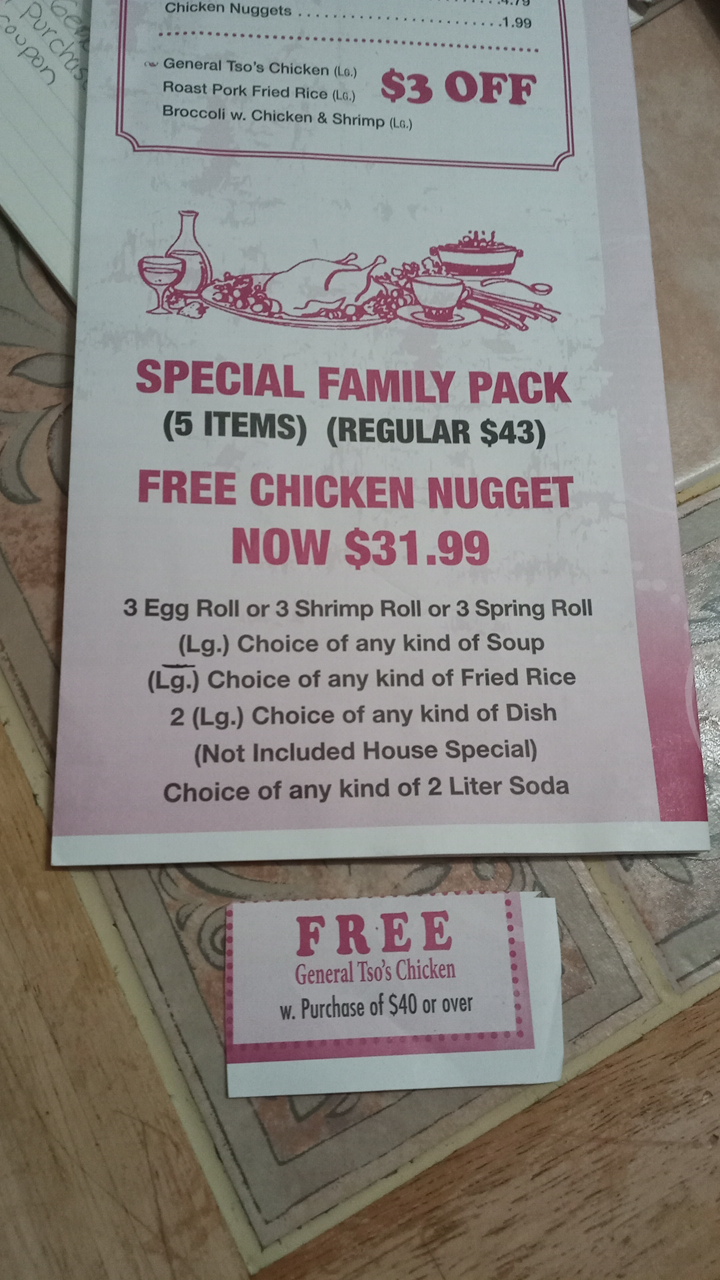 Purchase
coupon
4.79
Chicken Nuggets ........................1.99
General Tso's Chicken (LG.)
$3 OFF
Roast Pork Fried Rice (LG.)
Broccoli w. Chicken & Shrimp (LG.)
SPECIAL FAMILY PACK
(5 ITEMS) (REGULAR $43)
FREE CHICKEN NUGGET
NOW $31.99
3 Egg Roll or 3 Shrimp Roll or 3 Spring Roll
(Lg.) Choice of any kind of Soup
(Lg.) Choice of any kind of Fried Rice
2 (Lg.) Choice of any kind of Dish
(Not Included House Special)
Choice of any kind of 2 Liter Soda
FREE
General Tso's Chicken
w. Purchase of $40 or over